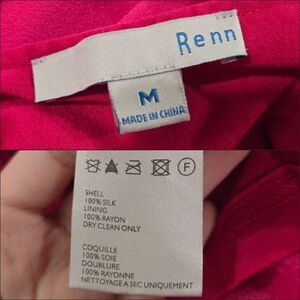 Renn
M
MADE IN CHINA
F
SHELL
100% SILK
LINING
100% RAYON
DRY CLEAN ONLY
COQUILLE
100% SOIE
DOUBLURE
100% RAYONNE
NETTOYAGE A SEC UNIQUEMENT